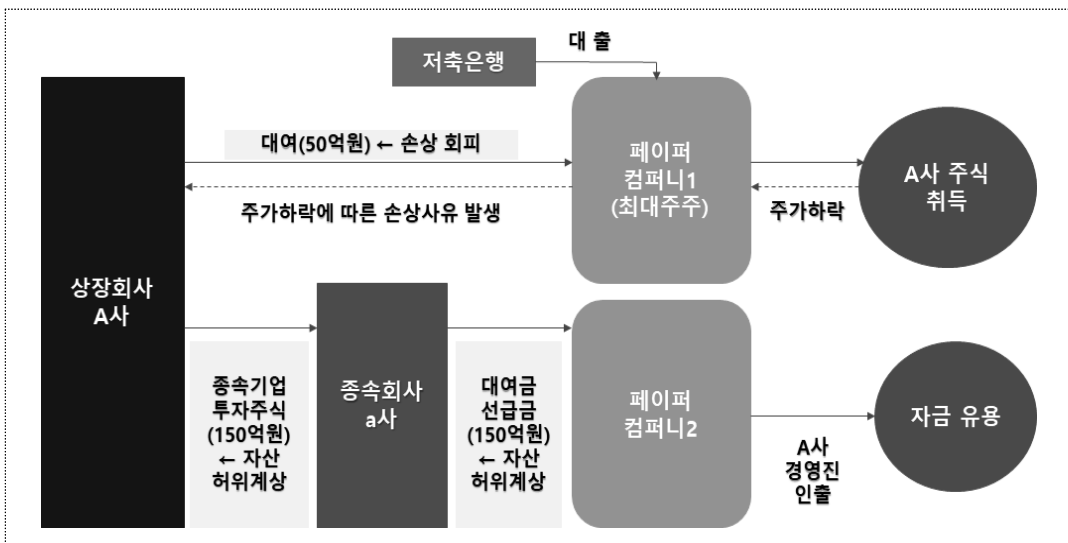 대 출
저축은행
대여(50억원) ← 손상 회피
페이퍼
컴퍼니1
(최대주주)
A사 주식
취득
주가하락에 따른 손상사유 발생
주가하락
상장회사
A사
종속기업
투자주식
(150억원)
← 자산
허위계상
종속회사
a사
대여금
선급금
(150억원)
← 자산
허위계상
페이퍼
컴퍼니2
A사
경영진
인출
자금 유용